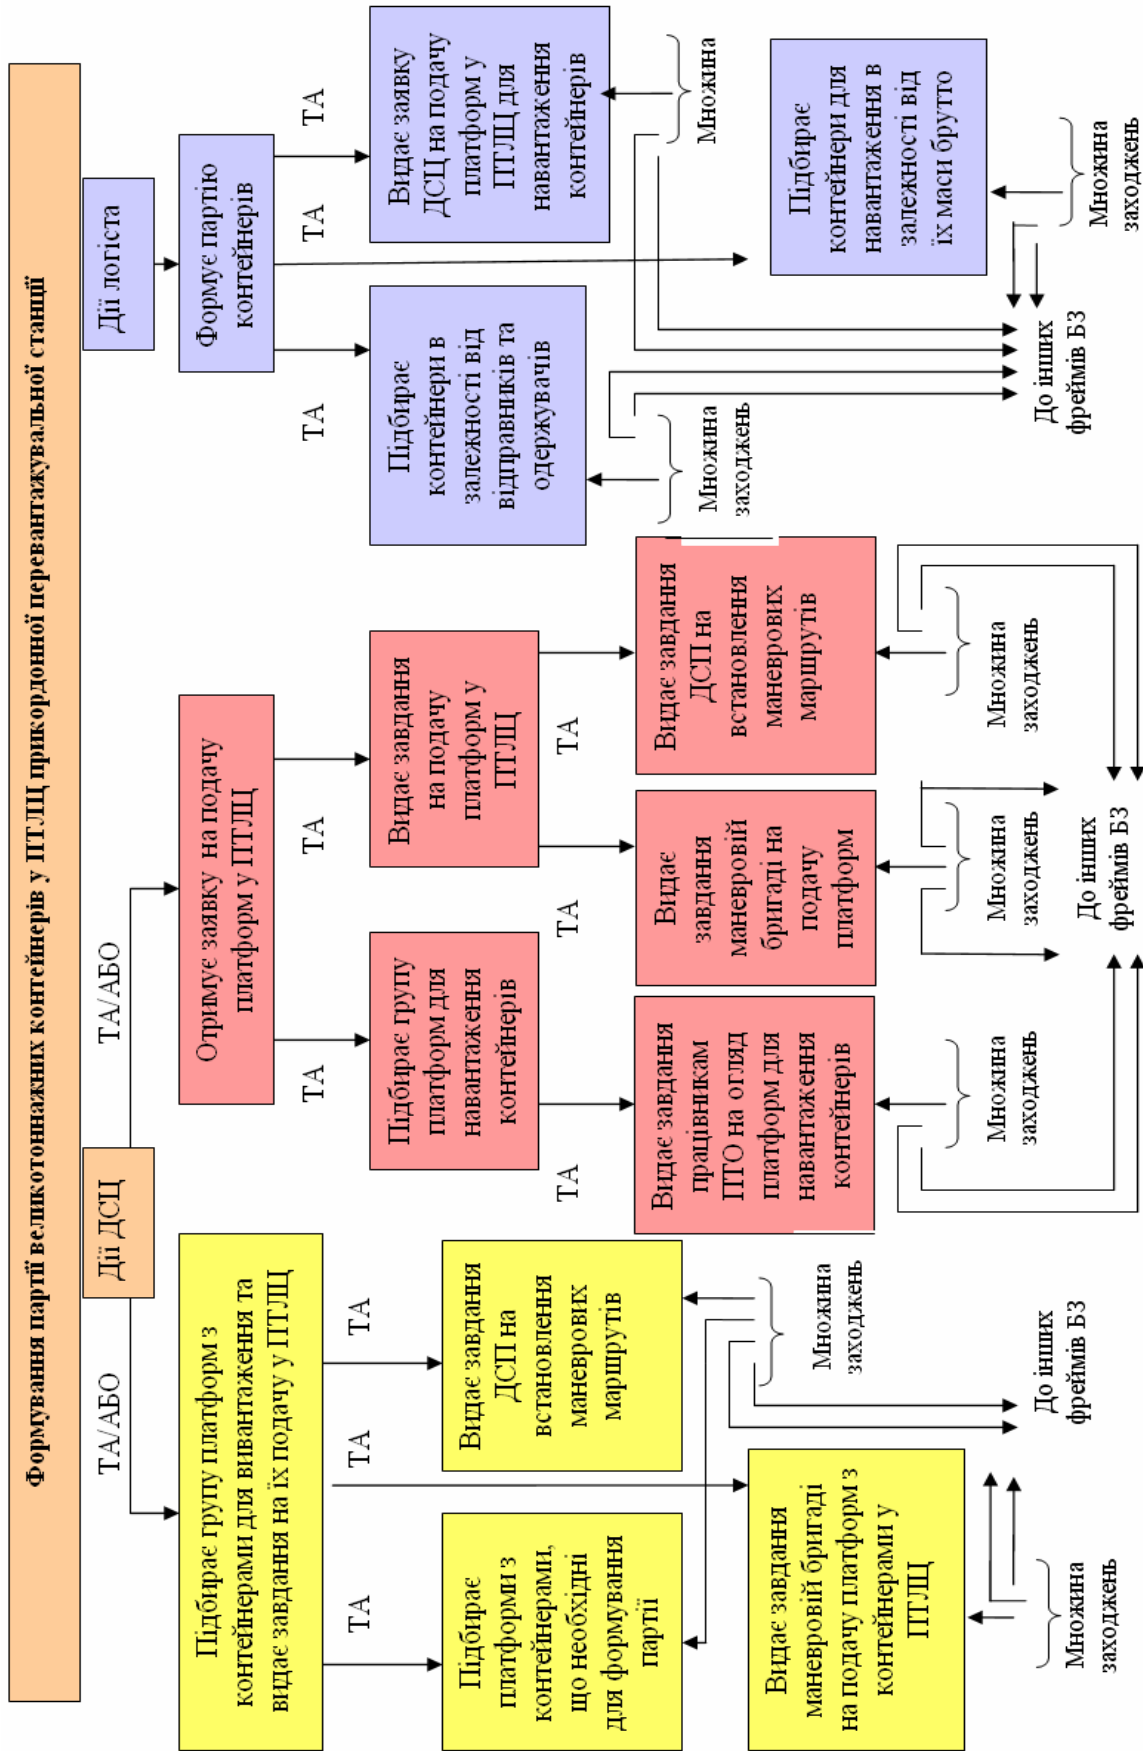 Формування партії великотоннажних контейнерів у ПТЛЦ прикордонної перевантажувальної станції
Дії ДСЦ
Дії логіста
ТА/АБО
ТА/АБО
Підбирає групу платформ з
контейнерами для вивантаження та
видає завдання на їх подачу у ПТЛЦ
Отримує заявку на подачу
платформ у ПТЛЦ
Формує партію
контейнерів
ТА
ТА
ТА
ТА
ТА
ТА
ТА
ТА
Підбирає
платформи з
контейнерами,
що необхідні
для формування
партії
Видає завдання
ДСП на
встановлення
маневрових
маршрутів
Підбирає групу
платформ для
навантаження
контейнерів
Видає завдання
на подачу
платформ у
ПТЛЦ
Підбирає
контейнери в
залежності від
відправників та
одержувачів
Видає заявку
ДСЦ на подачу
платформ у
ПТЛЦ для
навантаження
контейнерів
ТА
ТА
ТА
Видає завдання
працівникам
ПТО на огляд
платформ для
навантаження
контейнерів
Видає
завдання
маневровій
бригаді на
подачу
платформ
Видає завдання
ДСП на
встановлення
маневрових
маршрутів
Множина
заходжень
Множина
Видає завдання
маневровій бригаді
на подачу платформ з
контейнерами у
ПТЛЦ
Множина
заходжень
Підбирає
контейнери для
навантаження в
залежності від
їх маси брутто
Множина
заходжень
Множина
заходжень
Множина
заходжень
Множина
заходжень
До інших
фреймів БЗ
До інших
фреймів БЗ
До інших
фреймів БЗ
Множина
заходжень